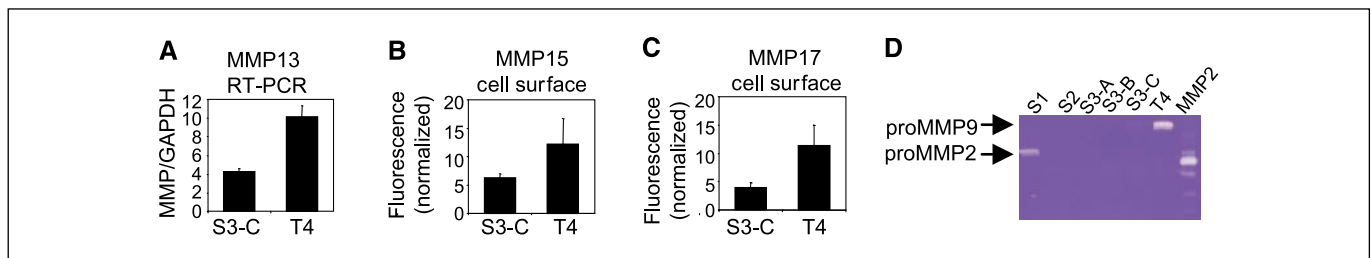 A
MMP13
RT-PCR
MMP/GAPDH
12
10
8
6
4
2
0
S3-C T4
B
MMP15
cell surface
Fluorescence
(normalized)
20
15
10
5
0
S3-C T4
C
MMP17
cell surface
Fluorescence
(normalized)
20
15
10
5
0
S3-C T4
D
S1 S2 S3-A S3-B S3-C T4 MMP2
proMMP9
proMMP2